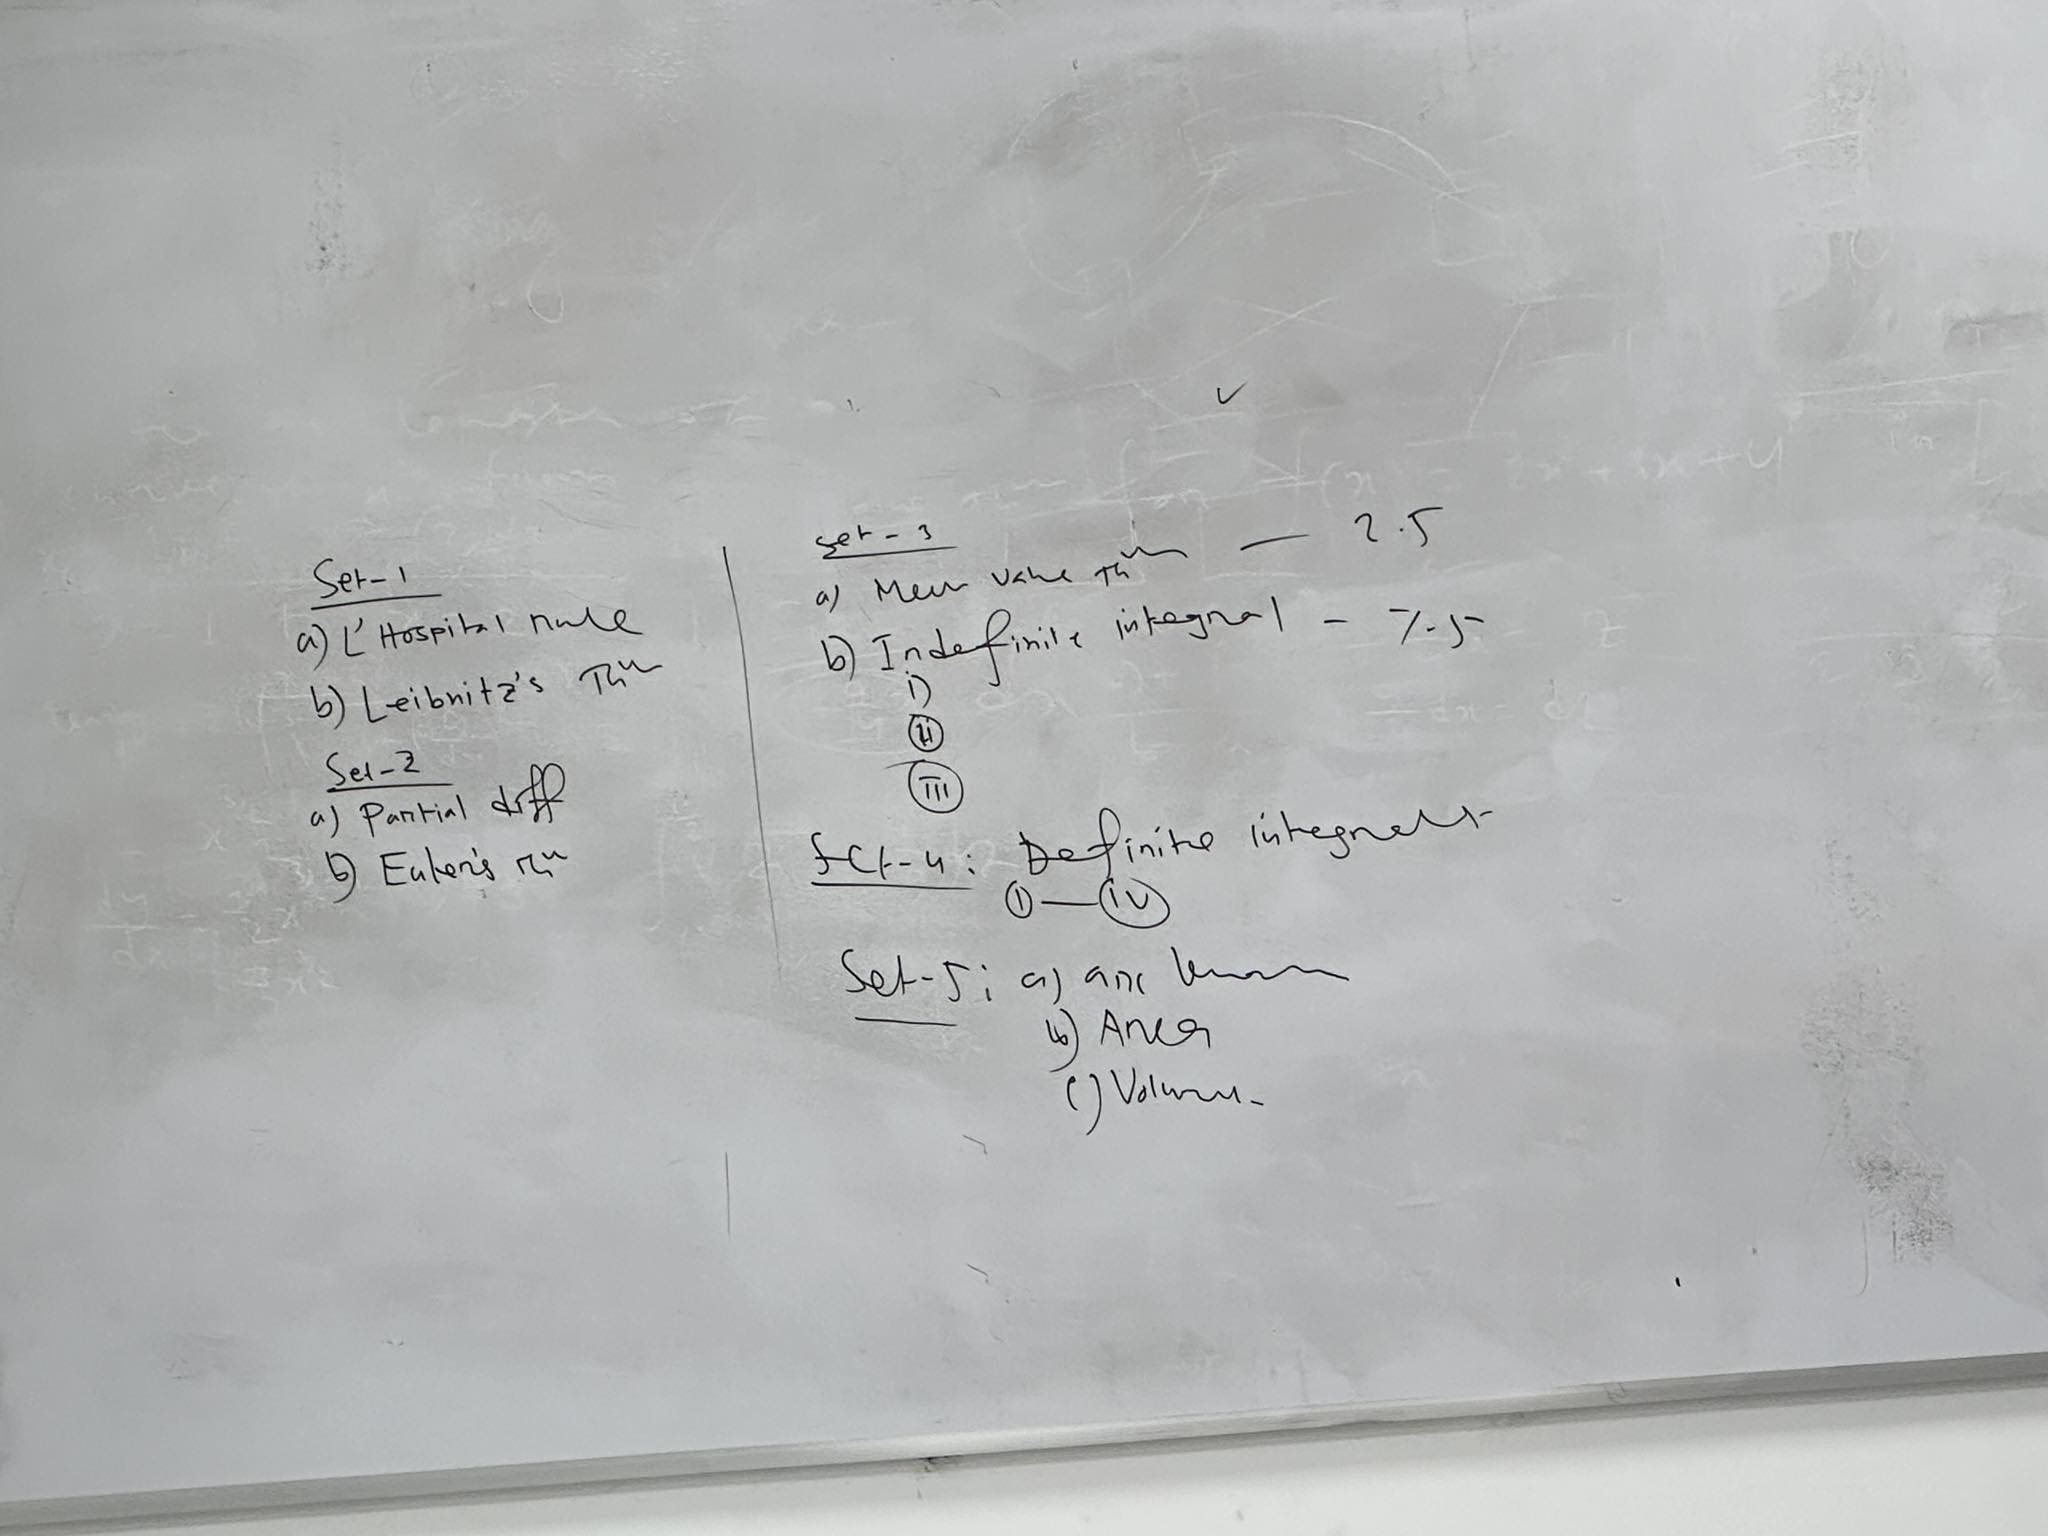 Set-1
a) L'Hospital rule
b) Leibnitz's Thm
Set-2
a) Partial diff
b) Euler's Thm
Set-3
a) Mean value Thm — 2.5
b) Indefinite integral - 7.5
i)
ii
iii
Set-4: Definite integral
i — iv
Set-5: a) arc
b) Area
c) Volume